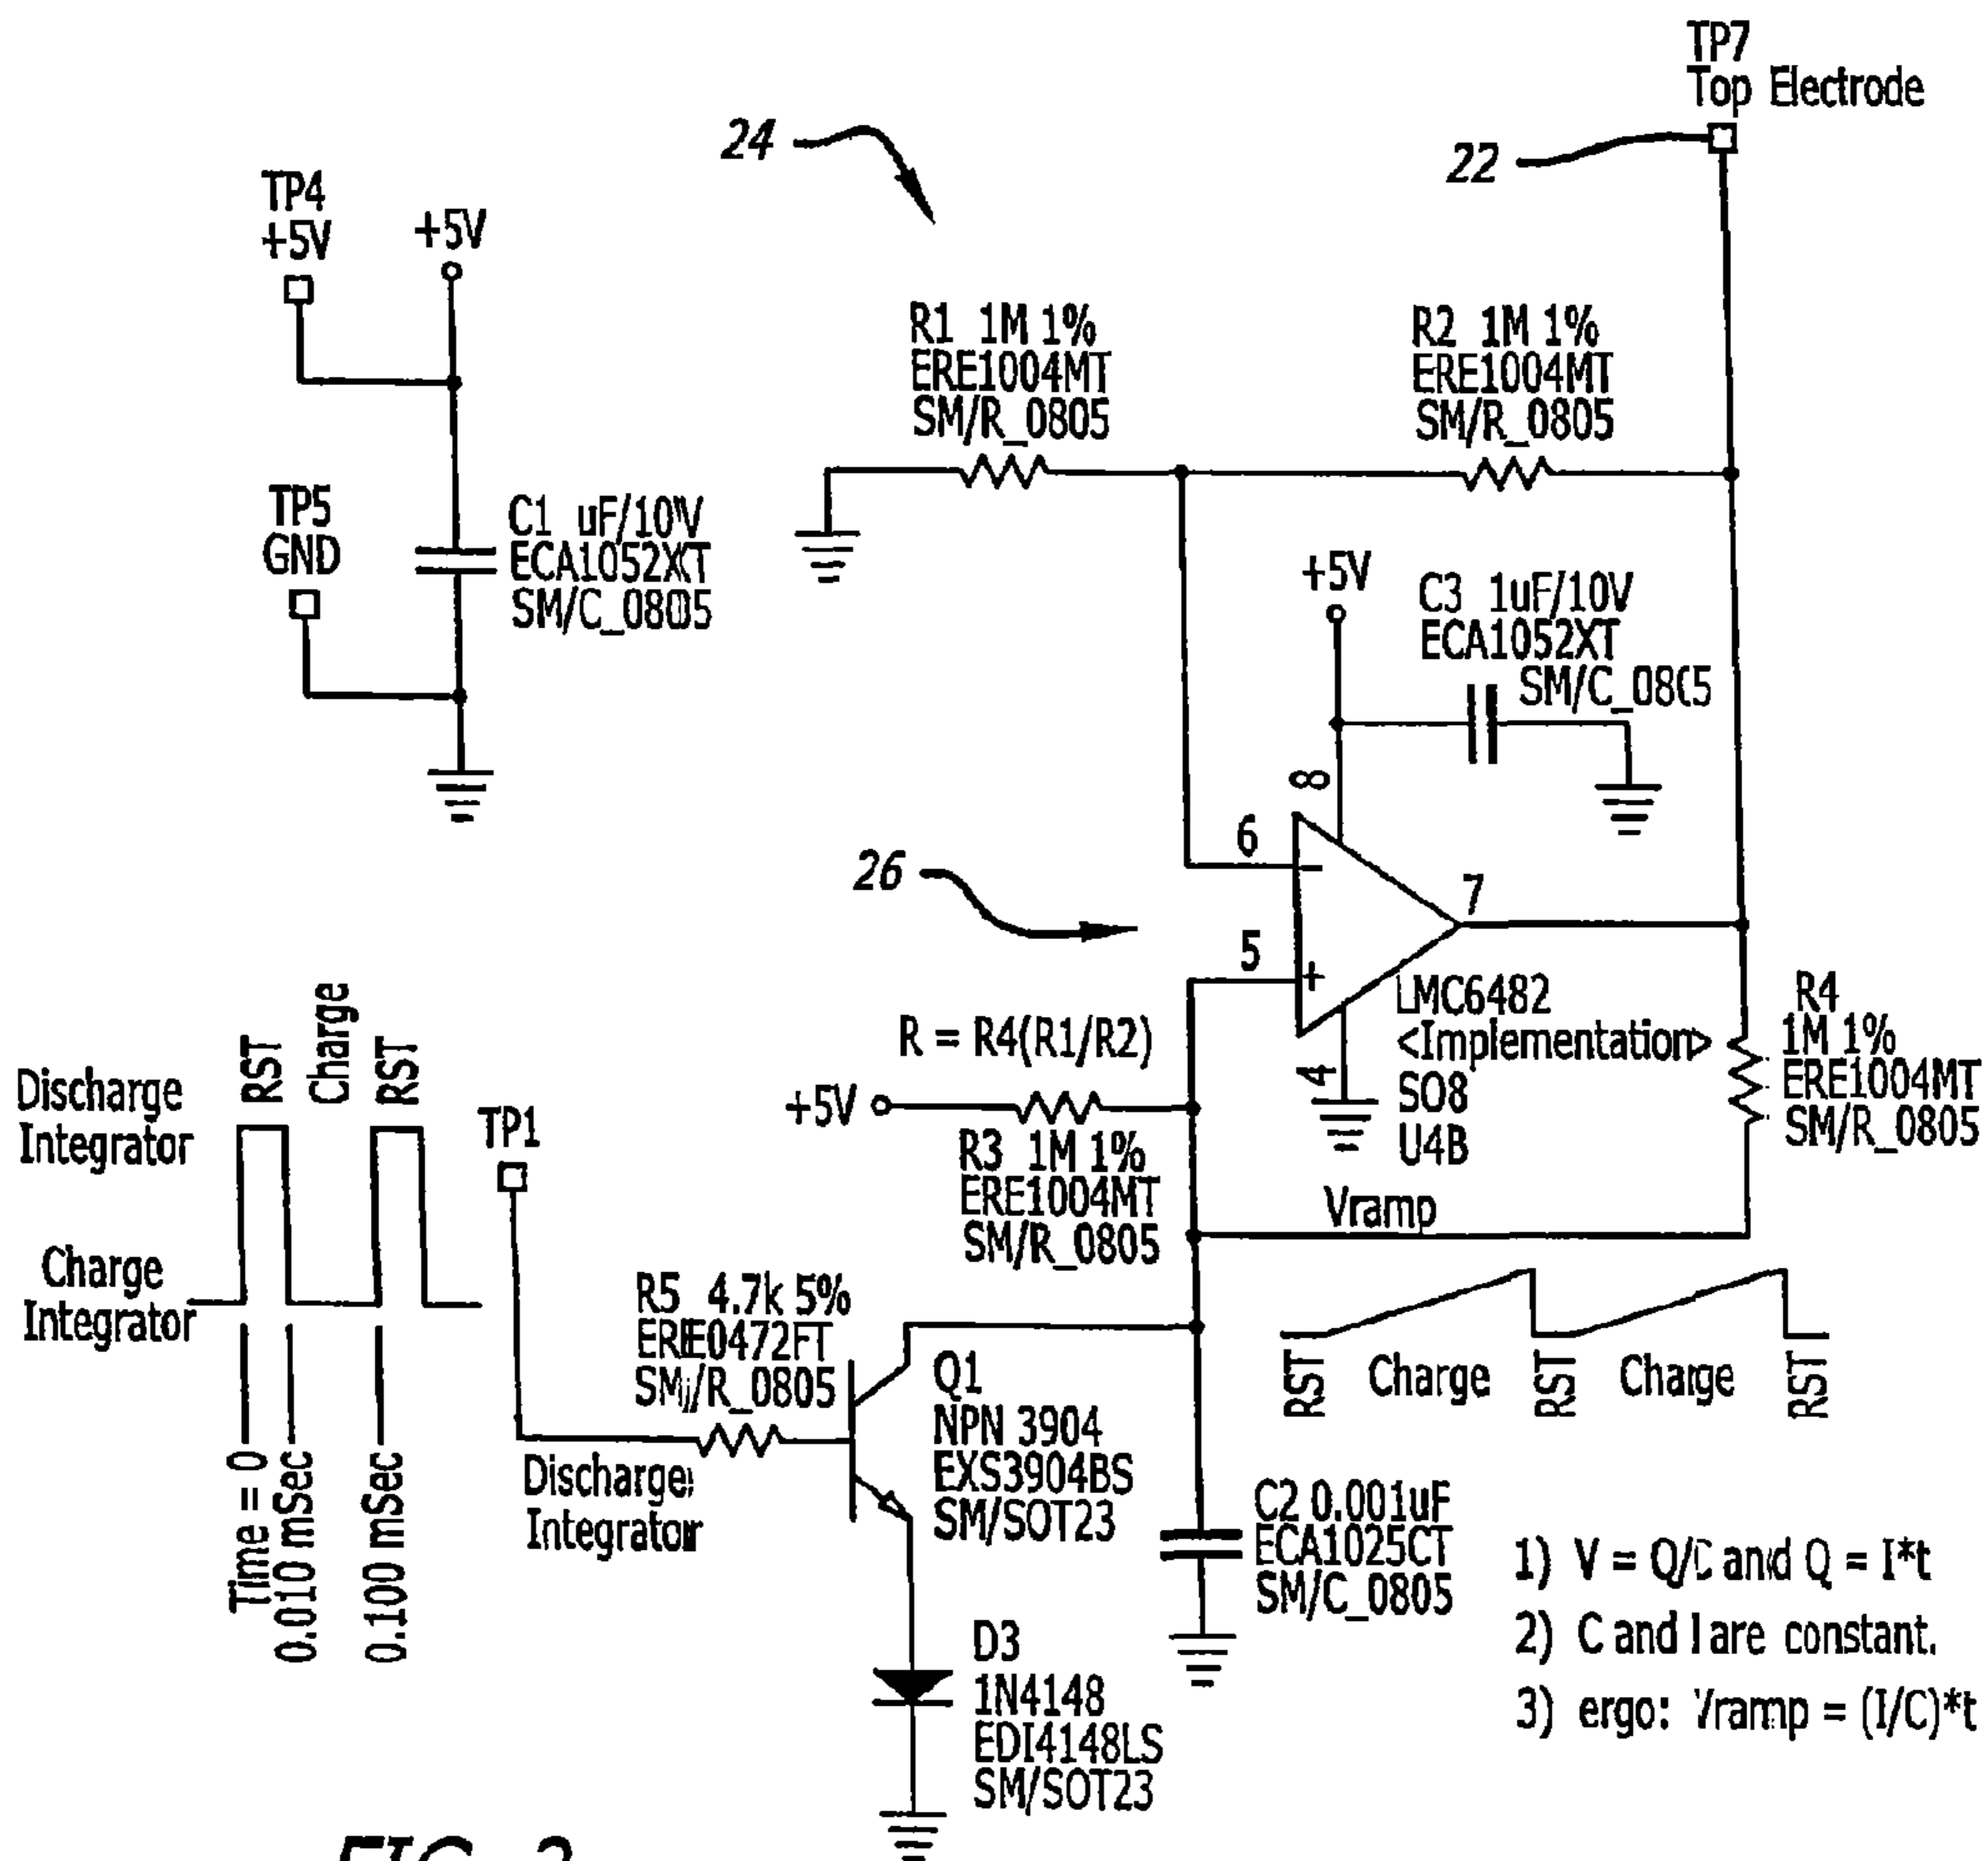 TP7
Top Electrode
24
22
TP4
+5V
+5V
R1 1M 1%
ERE1004MT
SM/R_0805
R2 1M 1%
ERE1004MT
SM/R_0805
TP5
GND
C1 uF/10V
ECA1052XT
SM/C_0805
+5V
C3 1uF/10V
ECA1052XT
SM/C_0805
8
6
-
26
7
5
+
4
LMC6482
<Implementation>
SO8
U4B
R4
1M 1%
ERE1004MT
SM/R_0805
R = R4(R1/R2)
+5V
R3 1M 1%
ERE1004MT
SM/R_0805
Vramp
Discharge
Integrator
RST
Charge
RST
TP1
Charge
Integrator
R5 4.7k 5%
ERE0472FT
SM/R_0805
Q1
NPN 3904
EXS3904BS
SM/SOT23
RST
Charge
RST
Charge
RST
Time = 0
0.010 mSec
0.100 mSec
Discharge
Integrator
C2 0.001uF
ECA1025CT
SM/C_0805
D3
1N4148
EDI4148LS
SM/SOT23
1) V = Q/C and Q = I*t
2) C and I are constant.
3) ergo: Vramp = (I/C)*t